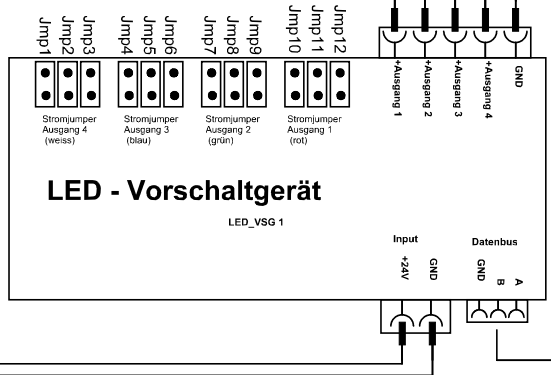 Jmp1
Jmp2
Jmp3
Jmp4
Jmp5
Jmp6
Jmp7
Jmp8
Jmp9
Jmp10
Jmp11
Jmp12
+Ausgang 1
+Ausgang 2
+Ausgang 3
+Ausgang 4
GND
Stromjumper
Ausgang 4
(weiss)
Stromjumper
Ausgang 3
(blau)
Stromjumper
Ausgang 2
(grün)
Stromjumper
Ausgang 1
(rot)
LED - Vorschaltgerät
LED_VSG 1
Input
+24V
GND
Datenbus
GND
B
A